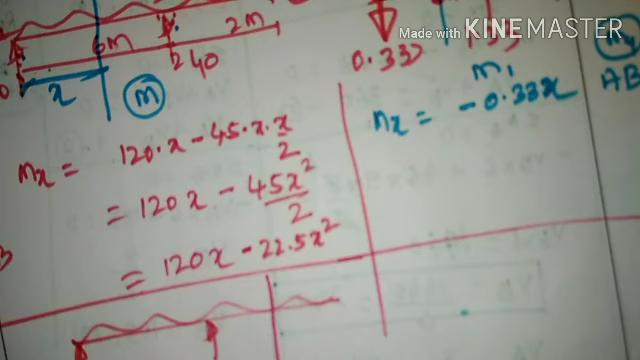 Made with KINEMASTER
6m
2m
240
0.333
x
m
m1
AB
Mx = 120·x - 45·x·x/2
= 120x - 45x²/2
= 120x - 22.5x²
mx = -0.33x